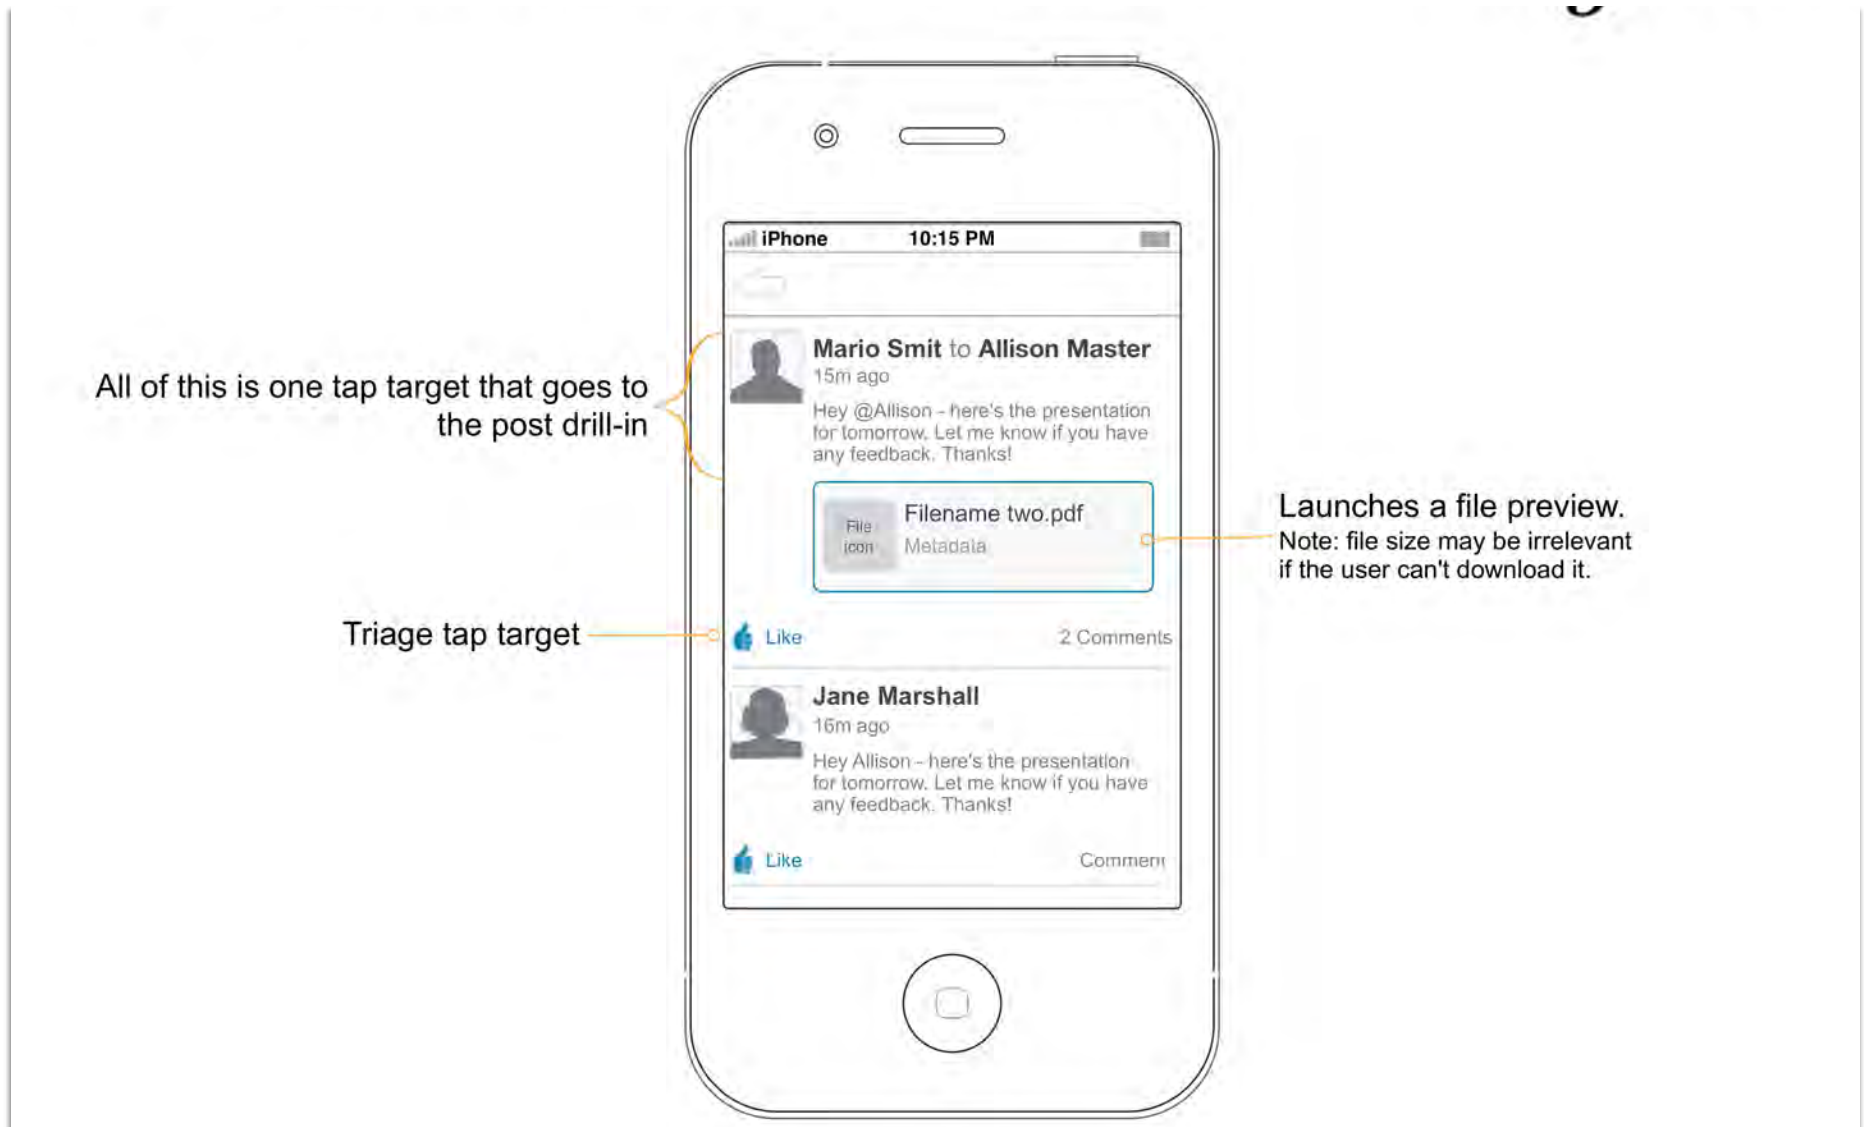 iPhone 10:15 PM
All of this is one tap target that goes to
the post drill-in
Mario Smit to Allison Master
15m ago
Hey @Allison - here's the presentation
for tomorrow. Let me know if you have
any feedback. Thanks!
File
icon
Filename two.pdf
Metadata
Launches a file preview.
Note: file size may be irrelevant
if the user can't download it.
Triage tap target
Like 2 Comments
Jane Marshall
16m ago
Hey Allison - here's the presentation
for tomorrow. Let me know if you have
any feedback. Thanks!
Like Comment